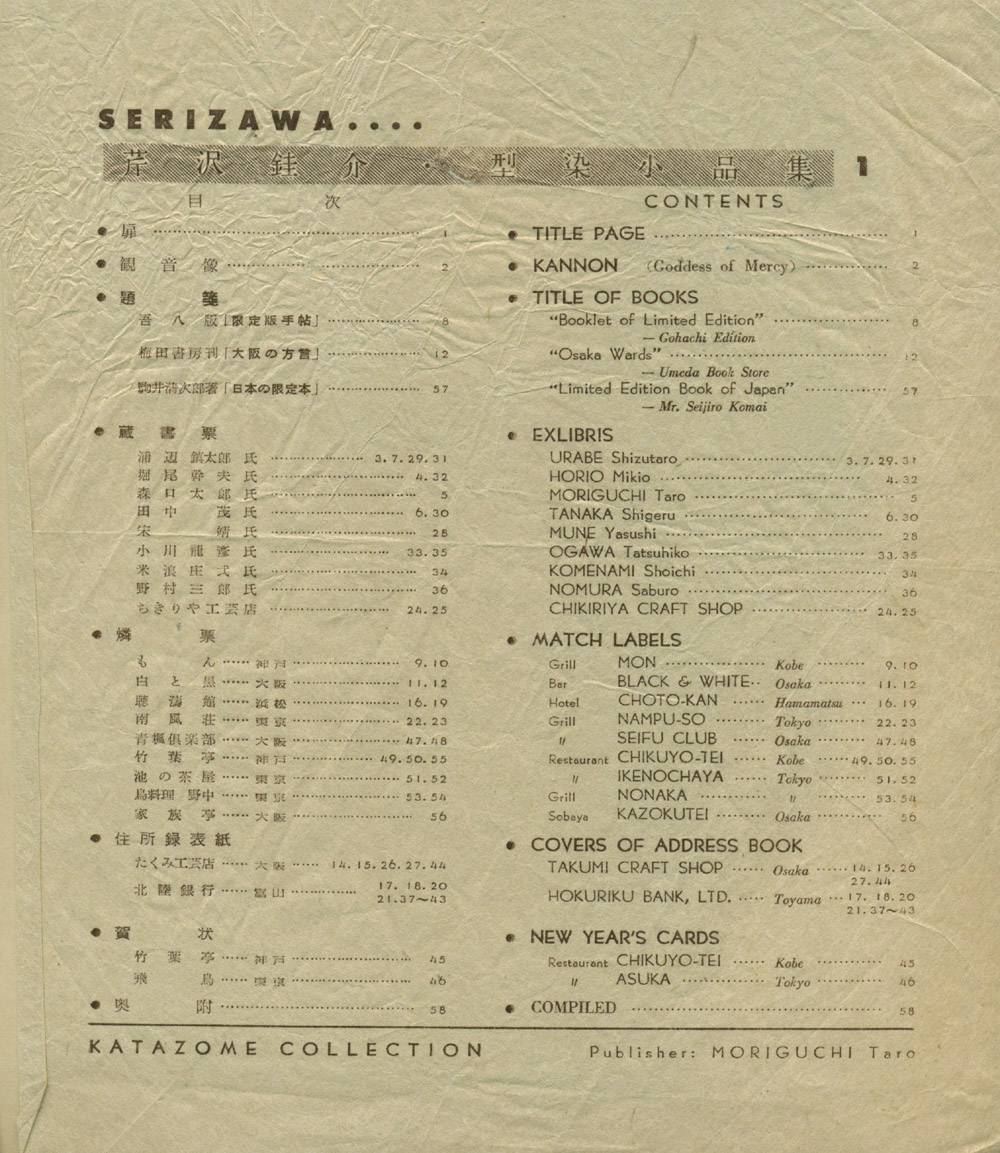 SERIZAWA....
芹沢銈介・型染小品集 1
目次
● 扉 1
● 観音像 2
● 題箋
吾八版「限定版手帖」 8
梅田書房刊「大阪の方言」 12
駒井清次郎著「日本の限定本」 57
● 蔵書票
浦辺鎮太郎氏 3.7.29.31
堀尾幹夫氏 4.32
森口太郎氏 5
田中茂氏 6.30
宋靖氏 28
小川龍彦氏 33.35
米浪庄弌氏 34
野村三郎氏 36
ちきりや工芸店 24.25
● 燐票
もん 神戸 9.10
白と黒 大阪 11.12
聴濤館 浜松 16.19
南風荘 東京 22.23
青楓倶楽部 大阪 47.48
竹葉亭 神戸 49.50.55
池の茶屋 東京 51.52
鳥料理 野中 東京 53.54
家族亭 大阪 56
● 住所録表紙
たくみ工芸店 大阪 14.15.26.27.44
北陸銀行 富山 17.18.20
21.37〜43
● 賀状
竹葉亭 神戸 45
飛鳥 東京 46
● 奥附 58
CONTENTS
● TITLE PAGE 1
● KANNON (Goddess of Mercy) 2
● TITLE OF BOOKS
“Booklet of Limited Edition” 8
— Gohachi Edition
“Osaka Wards” 12
— Umeda Book Store
“Limited Edition Book of Japan” 57
— Mr. Seijiro Komai
● EXLIBRIS
URABE Shizutaro 3.7.29.31
HORIO Mikio 4.32
MORIGUCHI Taro 5
TANAKA Shigeru 6.30
MUNE Yasushi 28
OGAWA Tatsuhiko 33.35
KOMENAMI Shoichi 34
NOMURA Saburo 36
CHIKIRIYA CRAFT SHOP 24.25
● MATCH LABELS
Grill MON Kobe 9.10
Bar BLACK & WHITE Osaka 11.12
Hotel CHOTO-KAN Hamamatsu 16.19
Grill NAMPU-SO Tokyo 22.23
〃 SEIFU CLUB Osaka 47.48
Restaurant CHIKUYO-TEI Kobe 49.50.55
〃 IKENOCHAYA Tokyo 51.52
Grill NONAKA 〃 53.54
Sobaya KAZOKUTEI Osaka 56
● COVERS OF ADDRESS BOOK
TAKUMI CRAFT SHOP Osaka 14.15.26
27.44
HOKURIKU BANK, LTD. Toyama 17.18.20
21.37〜43
● NEW YEAR'S CARDS
Restaurant CHIKUYO-TEI Kobe 45
〃 ASUKA Tokyo 46
● COMPILED 58
KATAZOME COLLECTION
Publisher: MORIGUCHI Taro